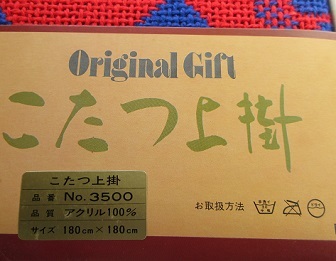 Original Gift
こたつ上掛
こたつ上掛
品番 No.3500
品質 アクリル100%
サイズ 180cm×180cm
お取扱方法